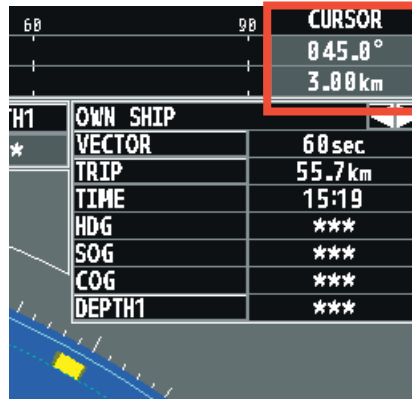 60 90 CURSOR
045.0°
3.00km
TH1 OWN SHIP
* VECTOR 60sec
TRIP 55.7km
TIME 15:19
HDG ***
SOG ***
COG ***
DEPTH1 ***